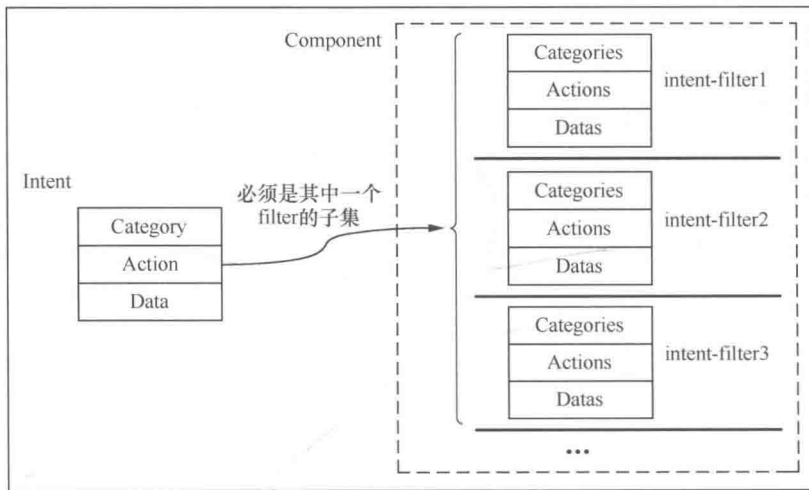 Component
Categories
Actions
Datas
intent-filter1
Intent
Category
Action
Data
必须是其中一个
filter的子集
Categories
Actions
Datas
intent-filter2
Categories
Actions
Datas
intent-filter3
...